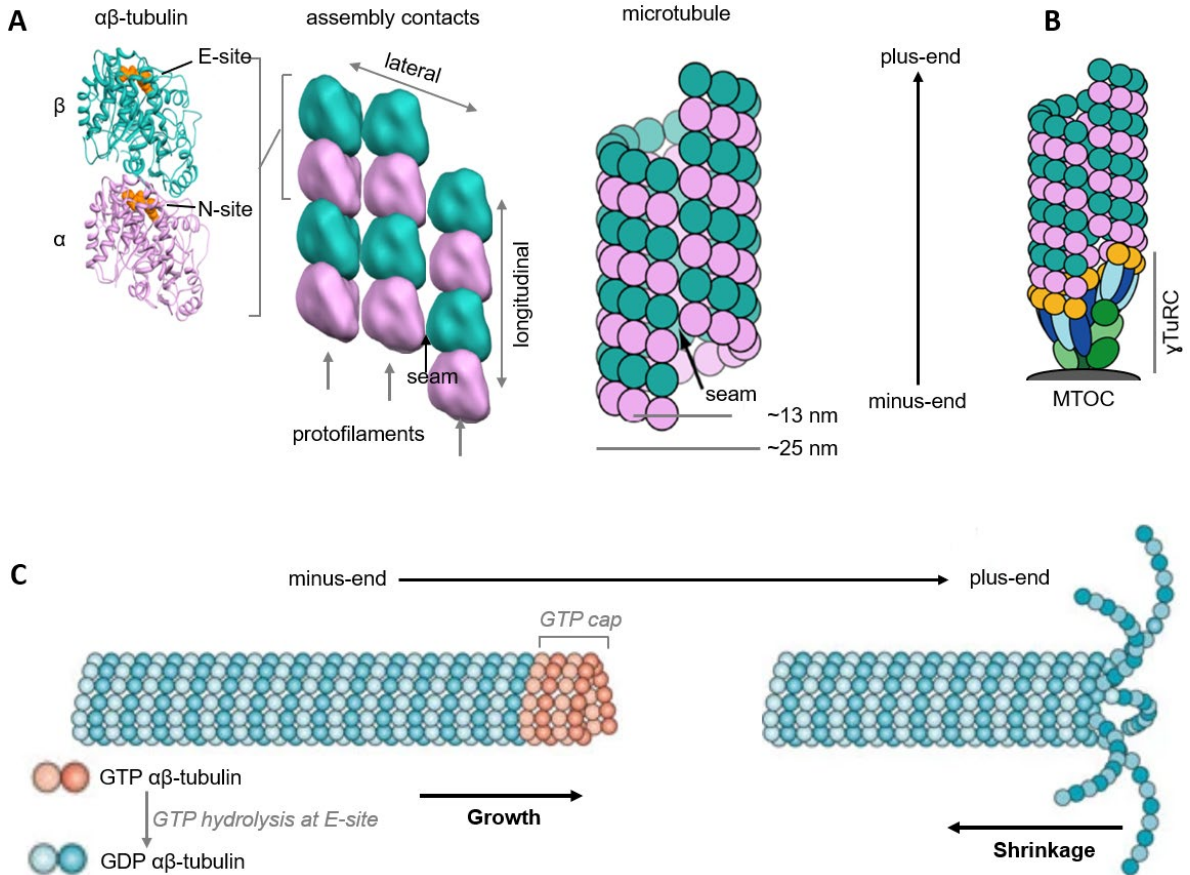 A
αβ-tubulin
assembly contacts
microtubule
B
E-site
lateral
plus-end
β
N-site
α
longitudinal
γTuRC
seam
seam
minus-end
MTOC
~13 nm
protofilaments
~25 nm
C
minus-end
plus-end
GTP cap
GTP αβ-tubulin
GTP hydrolysis at E-site
Growth
GDP αβ-tubulin
Shrinkage